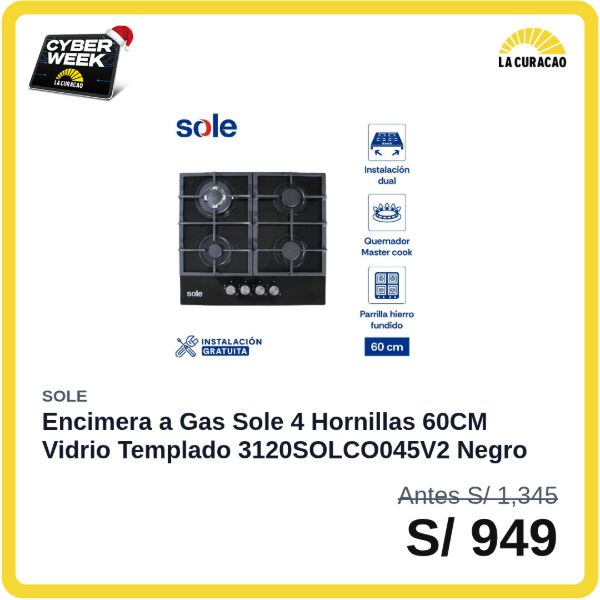 CYBER
WEEK
LA CURACAO
LA CURACAO
sole
Instalación
dual
Quemador
Master cook
Parrilla hierro
fundido
60 cm
sole
INSTALACIÓN
GRATUITA
SOLE
Encimera a Gas Sole 4 Hornillas 60CM
Vidrio Templado 3120SOLCO045V2 Negro
Antes S/ 1,345
S/ 949